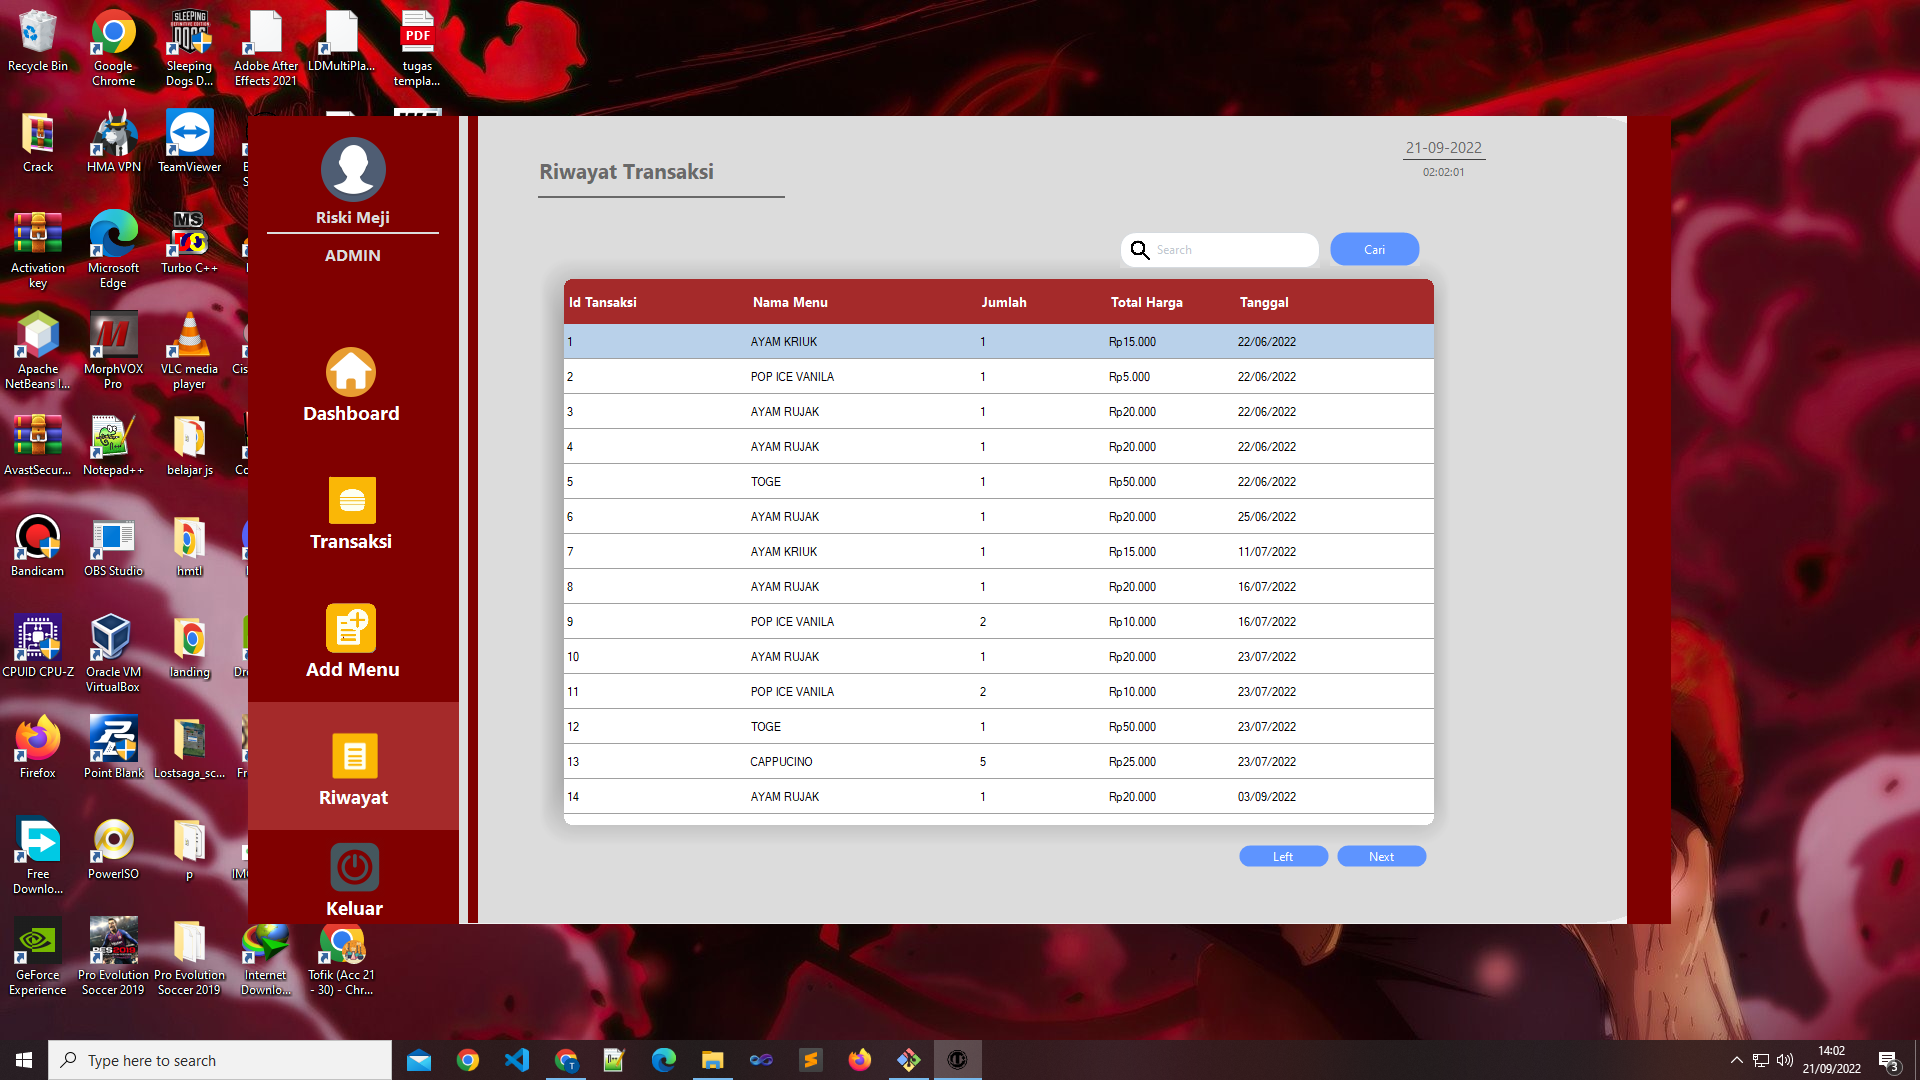 Recycle Bin
Google Chrome
Sleeping Dogs D...
Adobe After Effects 2021
LDMultiPla...
PDF
tugas templa...
Crack
HMA VPN
TeamViewer
Activation key
Microsoft Edge
Turbo C++
Apache NetBeans I...
MorphVOX Pro
VLC media player
AvastSecur...
Notepad++
belajar js
Bandicam
OBS Studio
hmtl
CPUID CPU-Z
Oracle VM VirtualBox
landing
Firefox
Point Blank
Lostsaga_sc...
Free Downlo...
PowerISO
p
GeForce Experience
Pro Evolution Soccer 2019
Pro Evolution Soccer 2019
Internet Downlo...
Tofik (Acc 21 - 30) - Chr...
Riski Meji
ADMIN
Dashboard
Transaksi
Add Menu
Riwayat
Keluar
Riwayat Transaksi
21-09-2022
02:02:01
Search
Cari
Id Tansaksi Nama Menu Jumlah Total Harga Tanggal
1 AYAM KRIUK 1 Rp15.000 22/06/2022
2 POP ICE VANILA 1 Rp5.000 22/06/2022
3 AYAM RUJAK 1 Rp20.000 22/06/2022
4 AYAM RUJAK 1 Rp20.000 22/06/2022
5 TOGE 1 Rp50.000 22/06/2022
6 AYAM RUJAK 1 Rp20.000 25/06/2022
7 AYAM KRIUK 1 Rp15.000 11/07/2022
8 AYAM RUJAK 1 Rp20.000 16/07/2022
9 POP ICE VANILA 2 Rp10.000 16/07/2022
10 AYAM RUJAK 1 Rp20.000 23/07/2022
11 POP ICE VANILA 2 Rp10.000 23/07/2022
12 TOGE 1 Rp50.000 23/07/2022
13 CAPPUCINO 5 Rp25.000 23/07/2022
14 AYAM RUJAK 1 Rp20.000 03/09/2022
Left
Next
Type here to search
14:02
21/09/2022
3